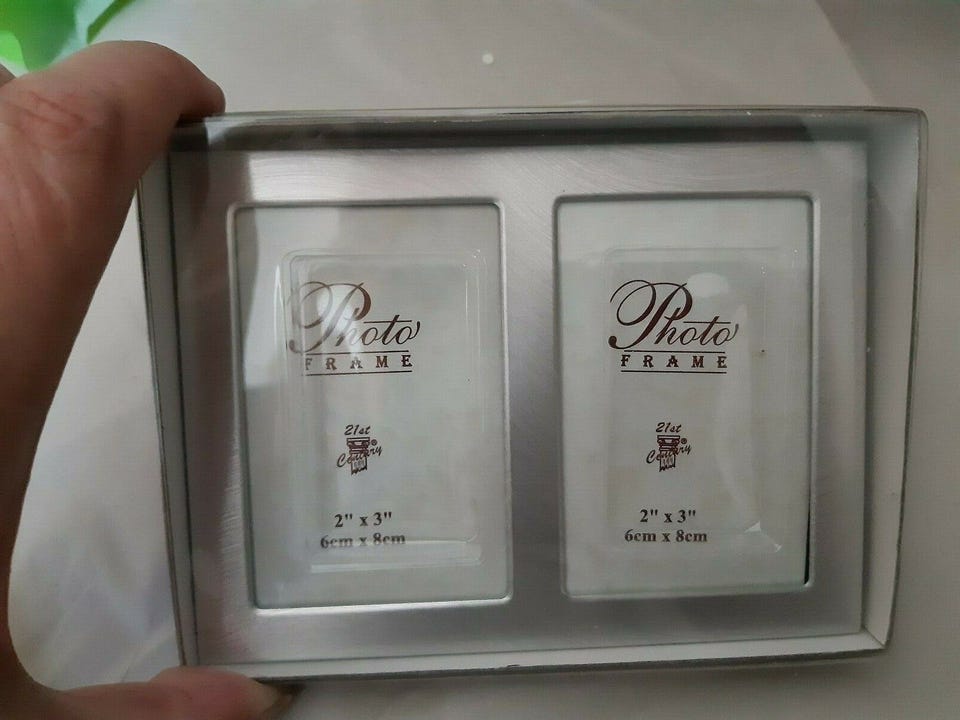 Photo
FRAME
21st
Century®
2" x 3"
6cm x 8cm
Photo
FRAME
21st
Century®
2" x 3"
6cm x 8cm